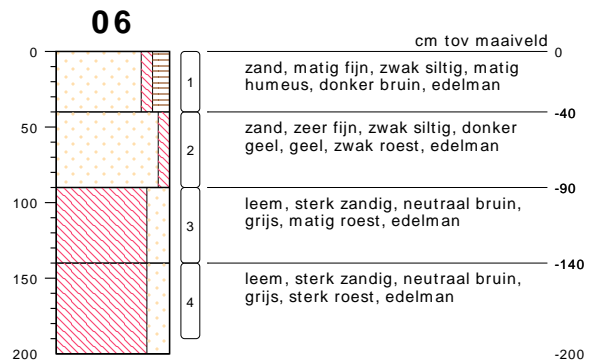 06
cm tov maaiveld
0
0
1
zand, matig fijn, zwak siltig, matig
humeus, donker bruin, edelman
-40
50
2
zand, zeer fijn, zwak siltig, donker
geel, geel, zwak roest, edelman
-90
100
3
leem, sterk zandig, neutraal bruin,
grijs, matig roest, edelman
-140
150
4
leem, sterk zandig, neutraal bruin,
grijs, sterk roest, edelman
200
-200